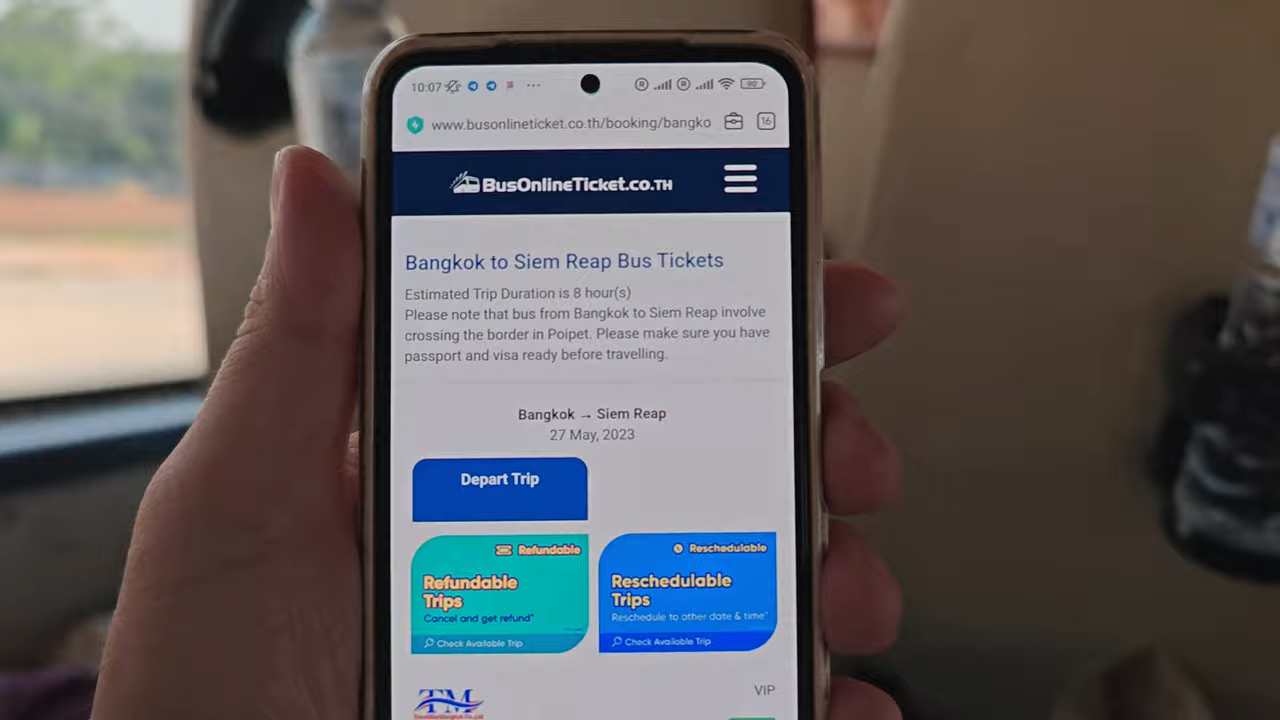 10:07
90
www.busonlineticket.co.th/booking/bangko
16
BusOnlineTicket.co.th
Bangkok to Siem Reap Bus Tickets
Estimated Trip Duration is 8 hour(s)
Please note that bus from Bangkok to Siem Reap involve
crossing the border in Poipet. Please make sure you have
passport and visa ready before travelling.
Bangkok → Siem Reap
27 May, 2023
Depart Trip
Refundable
Refundable
Trips
Cancel and get refund*
Check Available Trip
Reschedulable
Reschedulable
Trips
Reschedule to other date & time*
Check Available Trip
TM
VIP